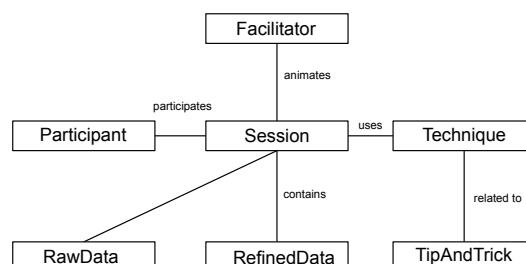 Facilitator
animates
participates
uses
Participant
Session
Technique
contains
related to
RawData
RefinedData
TipAndTrick